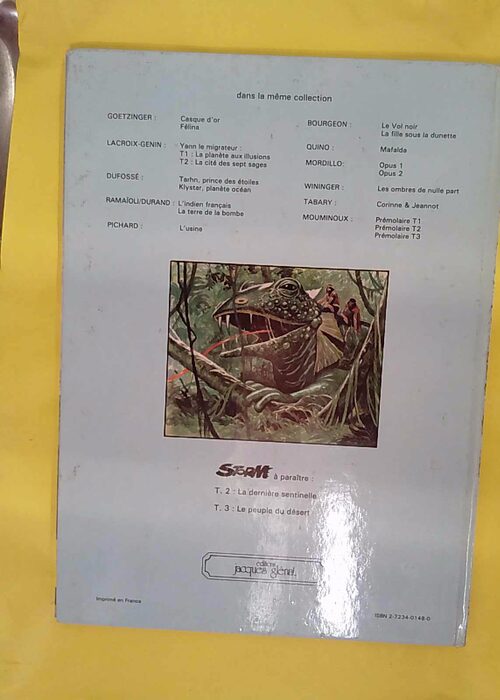 dans la même collection
GOETZINGER : Casque d'or
Félina
LACROIX-GENIN : Yann le migrateur :
T1 : La planète aux illusions
T2 : La cité des sept sages
DUFOSSÉ : Tarhn, prince des étoiles
Klyster, planète océan
RAMAÏOLI/DURAND : L'indien français
La terre de la bombe
PICHARD : L'usine
BOURGEON : Le Vol noir
La fille sous la dunette
QUINO : Mafalda
MORDILLO: Opus 1
Opus 2
WININGER : Les ombres de nulle part
TABARY : Corinne & Jeannot
MOUMINOUX : Prémolaire T1
Prémolaire T2
Prémolaire T3
STORM à paraître :
T. 2 : La dernière sentinelle
T. 3 : Le peuple du désert
editions
jacques glénat
Imprimé en France
ISBN 2-7234-0148-0